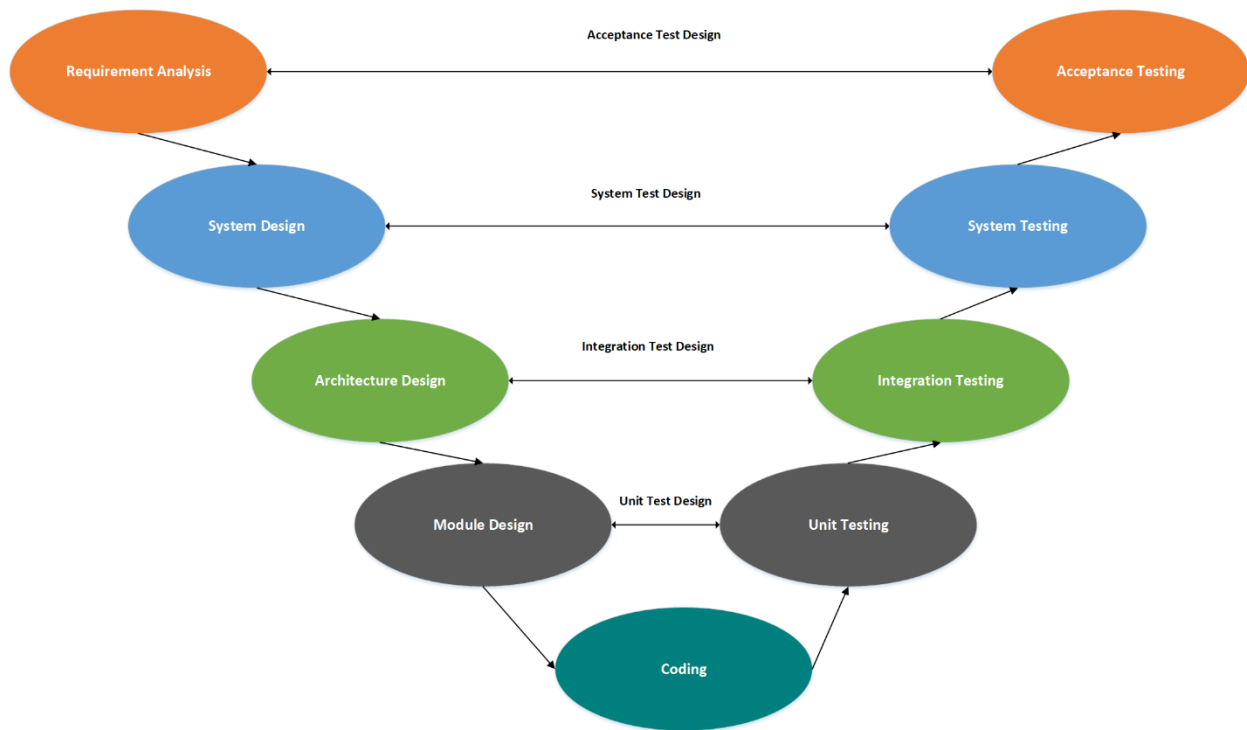 Acceptance Test Design
Requirement Analysis
Acceptance Testing
System Test Design
System Design
System Testing
Integration Test Design
Architecture Design
Integration Testing
Unit Test Design
Module Design
Unit Testing
Coding